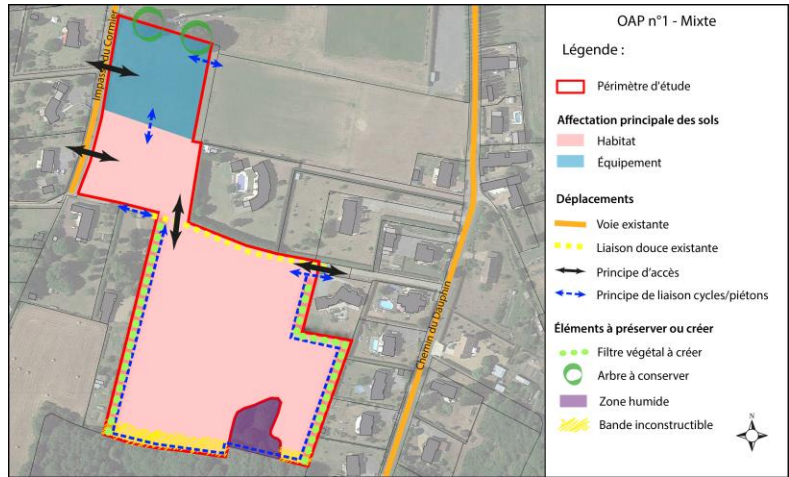 Impasse du Cormier
Chemin du Dauphin
OAP n°1 - Mixte
Légende :
Périmètre d'étude
Affectation principale des sols
Habitat
Équipement
Déplacements
Voie existante
Liaison douce existante
Principe d'accès
Principe de liaison cycles/piétons
Éléments à préserver ou créer
Filtre végétal à créer
Arbre à conserver
Zone humide
Bande inconstructible
N